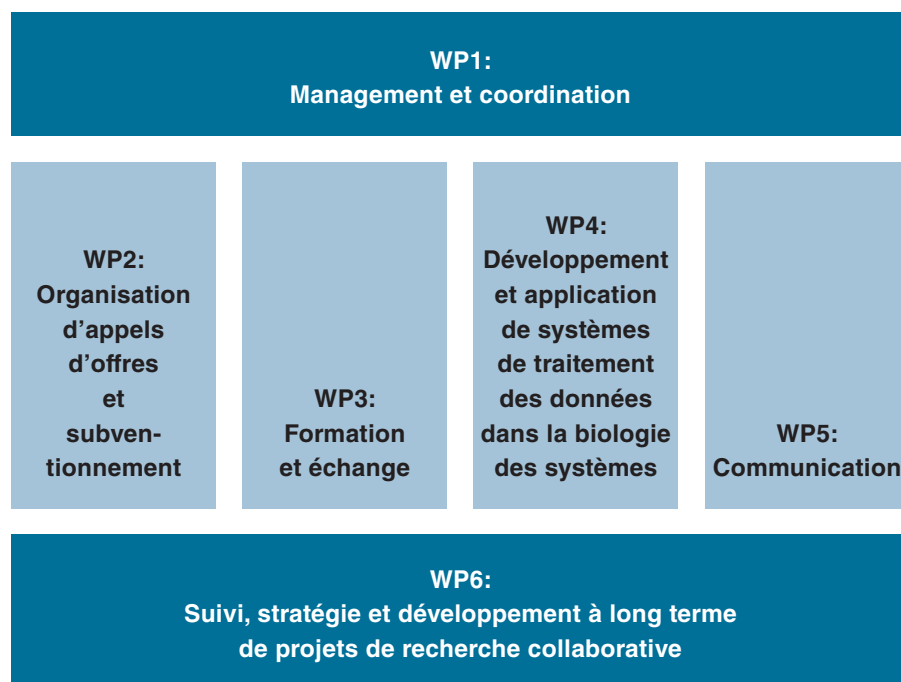 WP1:
Management et coordination
WP2:
Organisation
d’appels
d’offres
et
subven-
tionnement
WP3:
Formation
et échange
WP4:
Développement
et application
de systèmes
de traitement
des données
dans la biologie
des systèmes
WP5:
Communication
WP6:
Suivi, stratégie et développement à long terme
de projets de recherche collaborative